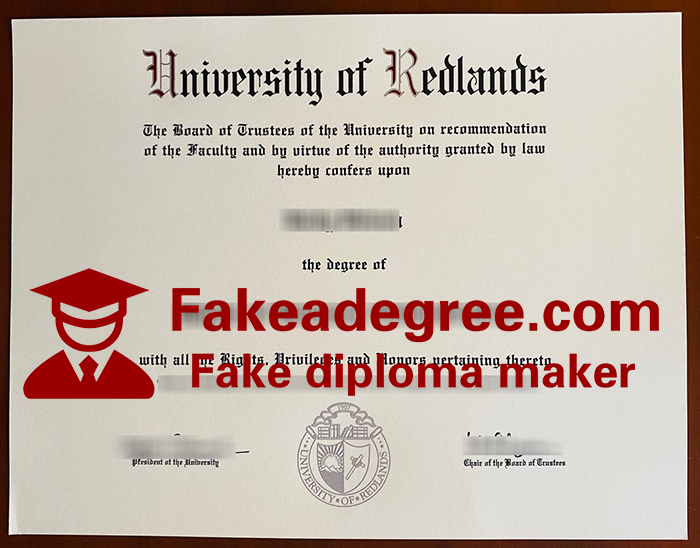 University of Redlands
The Board of Trustees of the University on recommendation
of the Faculty and by virtue of the authority granted by law
hereby confers upon
the degree of
Fakeadegree.com
with all the Rights, Privileges and Honors pertaining thereto
Fake diploma maker
1907
UNIVERSITY OF REDLANDS
President of the University
Chair of the Board of Trustees